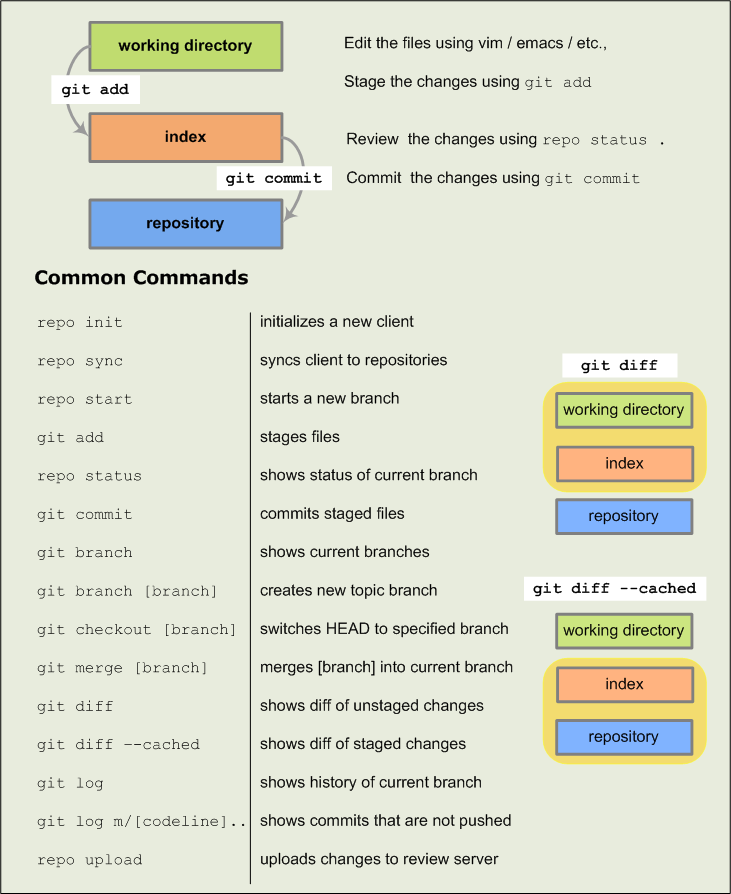 working directory
Edit the files using vim / emacs / etc.,
git add
Stage the changes using git add
index
Review the changes using repo status .
git commit
Commit the changes using git commit
repository
Common Commands
repo init initializes a new client
repo sync syncs client to repositories
repo start starts a new branch
git add stages files
repo status shows status of current branch
git commit commits staged files
git branch shows current branches
git branch [branch] creates new topic branch
git checkout [branch] switches HEAD to specified branch
git merge [branch] merges [branch] into current branch
git diff shows diff of unstaged changes
git diff --cached shows diff of staged changes
git log shows history of current branch
git log m/[codeline].. shows commits that are not pushed
repo upload uploads changes to review server
git diff
working directory
index
repository
git diff --cached
working directory
index
repository